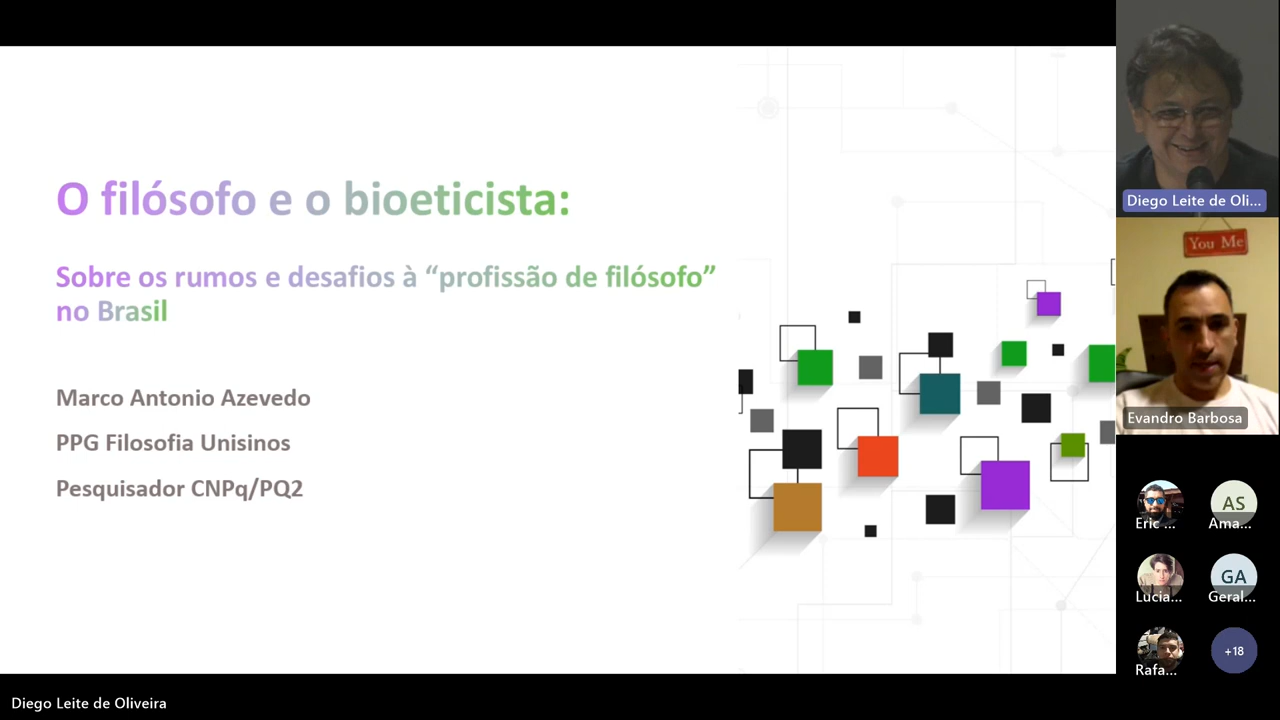 O filósofo e o bioeticista:
Sobre os rumos e desafios à “profissão de filósofo”
no Brasil
Marco Antonio Azevedo
PPG Filosofia Unisinos
Pesquisador CNPq/PQ2
Diego Leite de Oli...
You Me
Evandro Barbosa
Eric ...
AS
Ama...
Lucia...
GA
Geral...
Rafa...
+18
Diego Leite de Oliveira